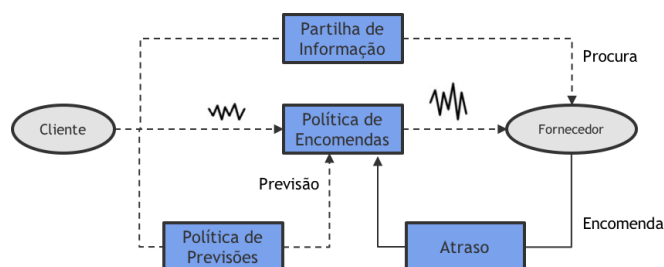 Partilha de
Informação
Procura
Cliente
Política de
Encomendas
Fornecedor
Previsão
Política de
Previsões
Atraso
Encomenda